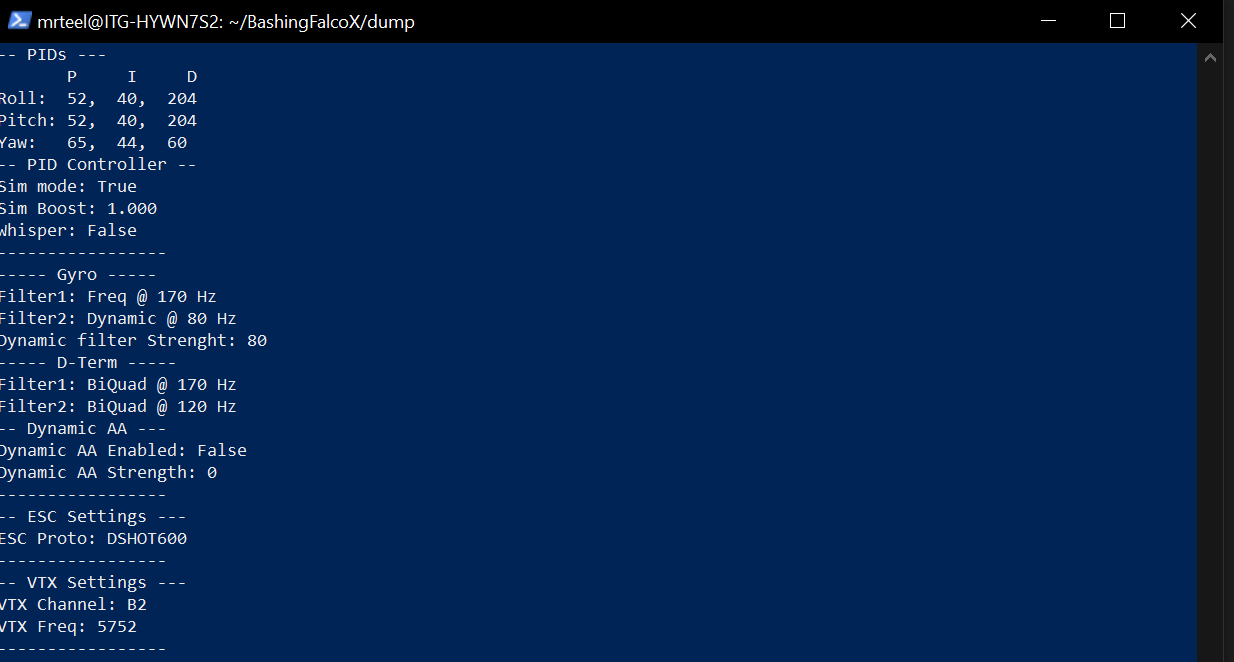 mrteel@ITG-HYWN7S2: ~/BashingFalcoX/dump
-- PIDs ---
P I D
Roll: 52, 40, 204
Pitch: 52, 40, 204
Yaw: 65, 44, 60
-- PID Controller --
Sim mode: True
Sim Boost: 1.000
Whisper: False
-----------------
----- Gyro -----
Filter1: Freq @ 170 Hz
Filter2: Dynamic @ 80 Hz
Dynamic filter Strenght: 80
----- D-Term -----
Filter1: BiQuad @ 170 Hz
Filter2: BiQuad @ 120 Hz
-- Dynamic AA ---
Dynamic AA Enabled: False
Dynamic AA Strength: 0
-----------------
-- ESC Settings ---
ESC Proto: DSHOT600
-----------------
-- VTX Settings ---
VTX Channel: B2
VTX Freq: 5752
-----------------